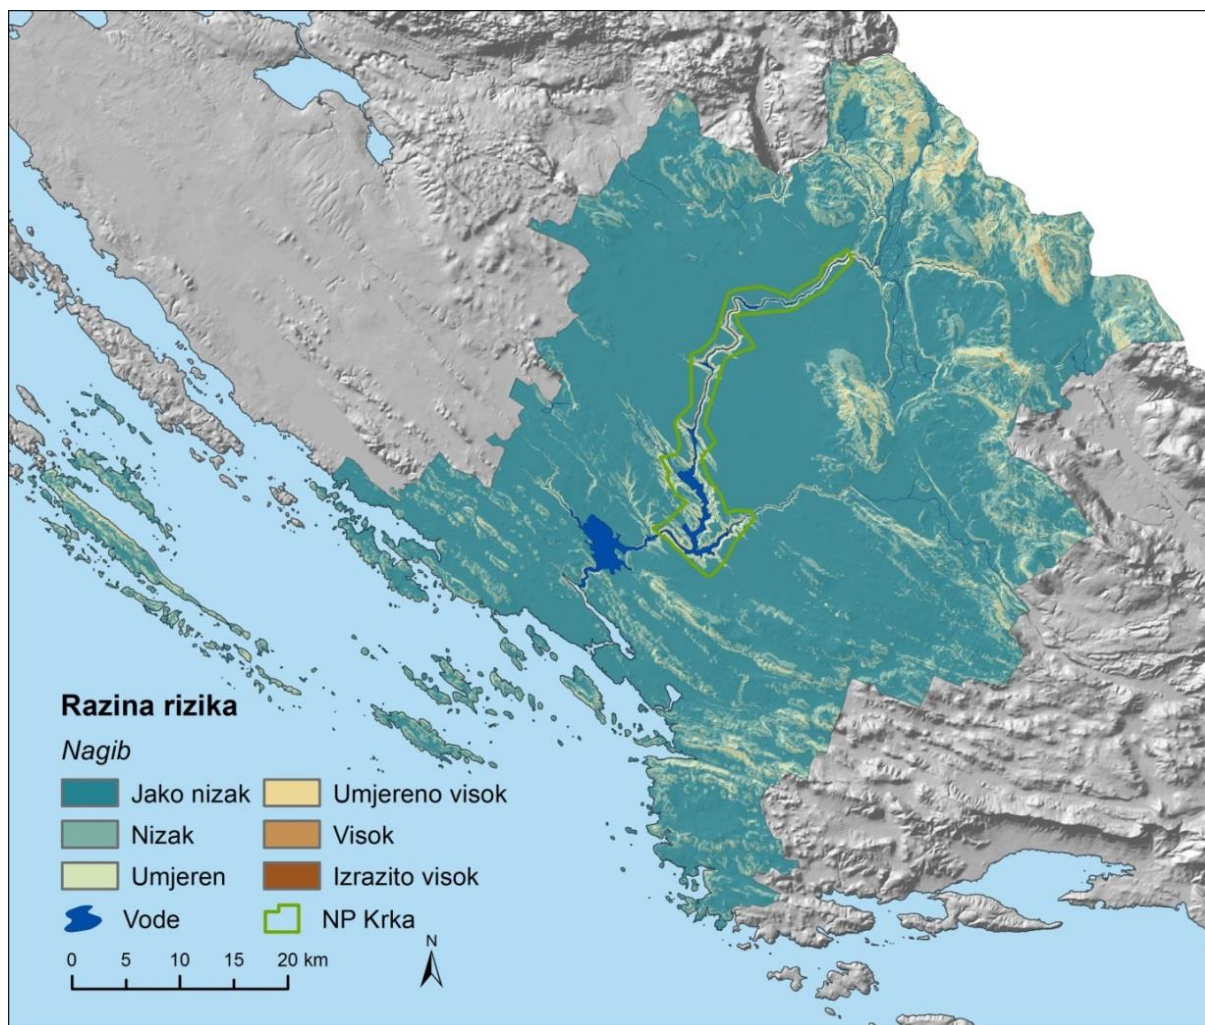 Razina rizika
Nagib
Jako nizak
Umjereno visok
Nizak
Visok
Umjeren
Izrazito visok
Vode
NP Krka
N
0 5 10 15 20 km